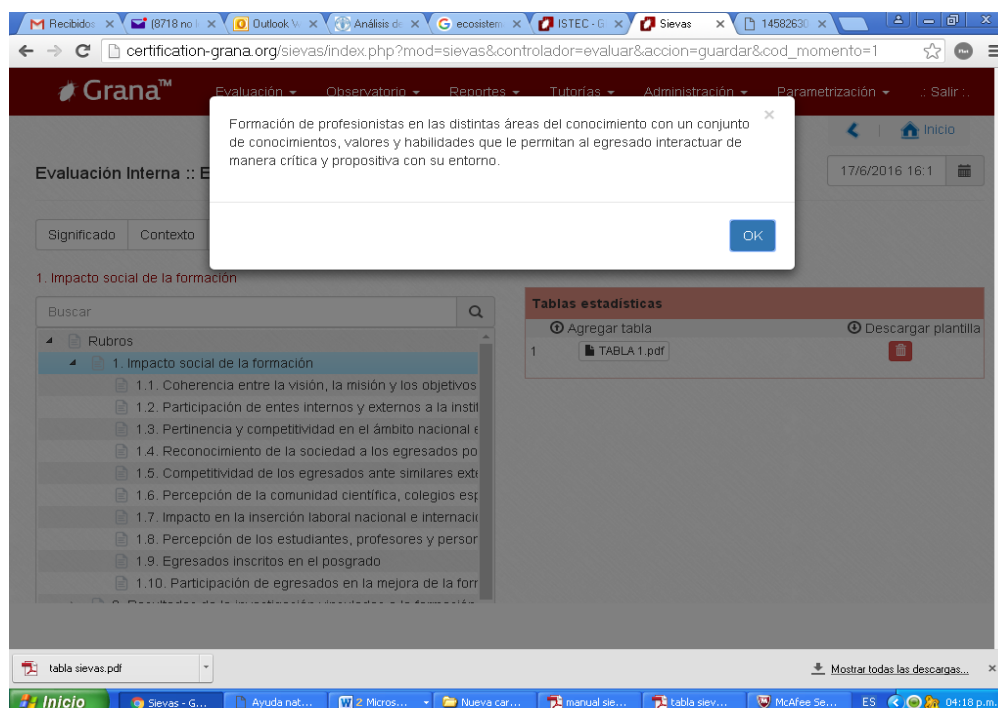 Recibidos
(8718 no l
Outlook W
Análisis de
ecosistem
ISTEC - G
Sievas
14582630
certification-grana.org/sievas/index.php?mod=sievas&controlador=evaluar&accion=guardar&cod_momento=1
Grana™
Evaluación
Observatorio
Reportes
Tutorías
Administración
Parametrización
.: Salir :.
Formación de profesionistas en las distintas áreas del conocimiento con un conjunto
de conocimientos, valores y habilidades que le permitan al egresado interactuar de
manera crítica y propositiva con su entorno.
×
OK
Inicio
Evaluación Interna :: E
17/6/2016 16:1
Significado
Contexto
1. Impacto social de la formación
Buscar
Rubros
1. Impacto social de la formación
1.1. Coherencia entre la visión, la misión y los objetivos
1.2. Participación de entes internos y externos a la instit
1.3. Pertinencia y competitividad en el ámbito nacional e
1.4. Reconocimiento de la sociedad a los egresados po
1.5. Competitividad de los egresados ante similares exte
1.6. Percepción de la comunidad científica, colegios esp
1.7. Impacto en la inserción laboral nacional e internacio
1.8. Percepción de los estudiantes, profesores y person
1.9. Egresados inscritos en el posgrado
1.10. Participación de egresados en la mejora de la form
2. Resultados de la investigación vinculados a la formación
Tablas estadísticas
Agregar tabla
Descargar plantilla
1
TABLA 1.pdf
tabla sievas.pdf
Mostrar todas las descargas...
Inicio
Sievas - G...
Ayuda nat...
2 Micros...
Nueva car...
manual sie...
tabla siev...
McAfee Se...
ES
04:18 p.m.